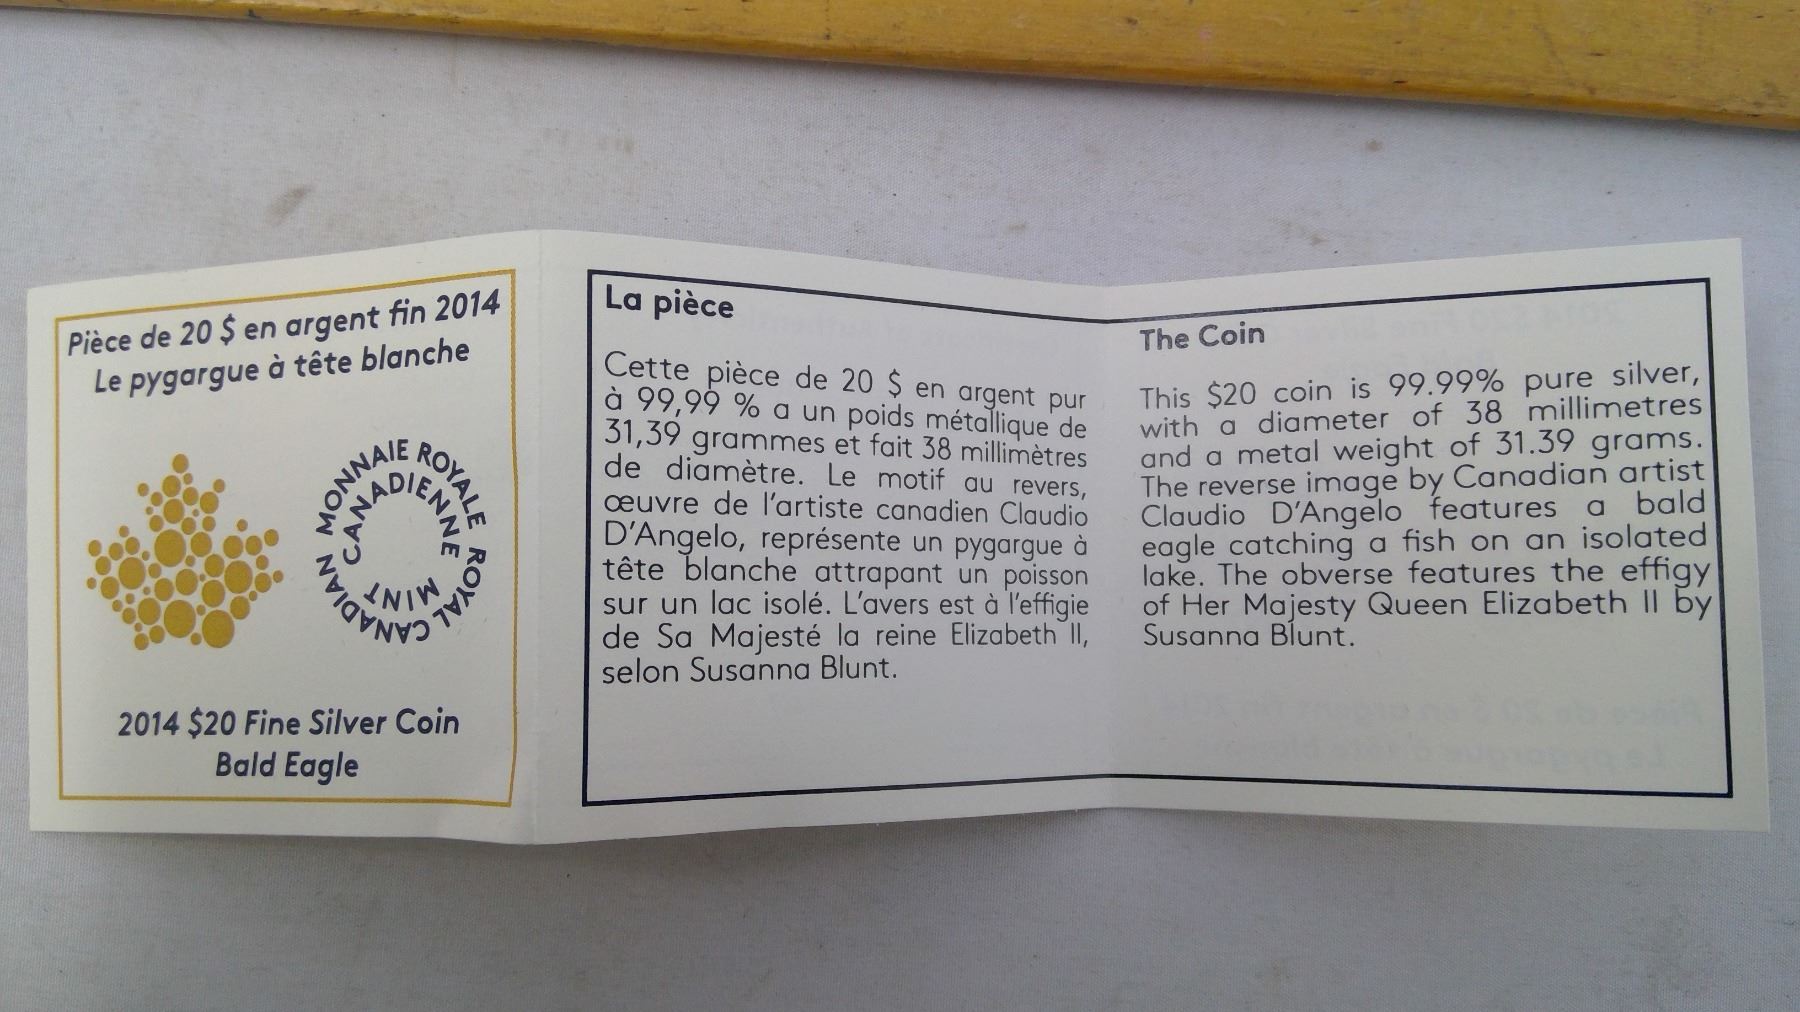 Pièce de 20 $ en argent fin 2014
Le pygargue à tête blanche
MONNAIE ROYALE
CANADIENNE
ROYAL CANADIAN
MINT
2014 $20 Fine Silver Coin
Bald Eagle
La pièce
Cette pièce de 20 $ en argent pur
à 99,99 % a un poids métallique de
31,39 grammes et fait 38 millimètres
de diamètre. Le motif au revers,
œuvre de l'artiste canadien Claudio
D'Angelo, représente un pygargue à
tête blanche attrapant un poisson
sur un lac isolé. L'avers est à l'effigie
de Sa Majesté la reine Elizabeth II,
selon Susanna Blunt.
The Coin
This $20 coin is 99.99% pure silver,
with a diameter of 38 millimetres
and a metal weight of 31.39 grams.
The reverse image by Canadian artist
Claudio D'Angelo features a bald
eagle catching a fish on an isolated
lake. The obverse features the effigy
of Her Majesty Queen Elizabeth II by
Susanna Blunt.